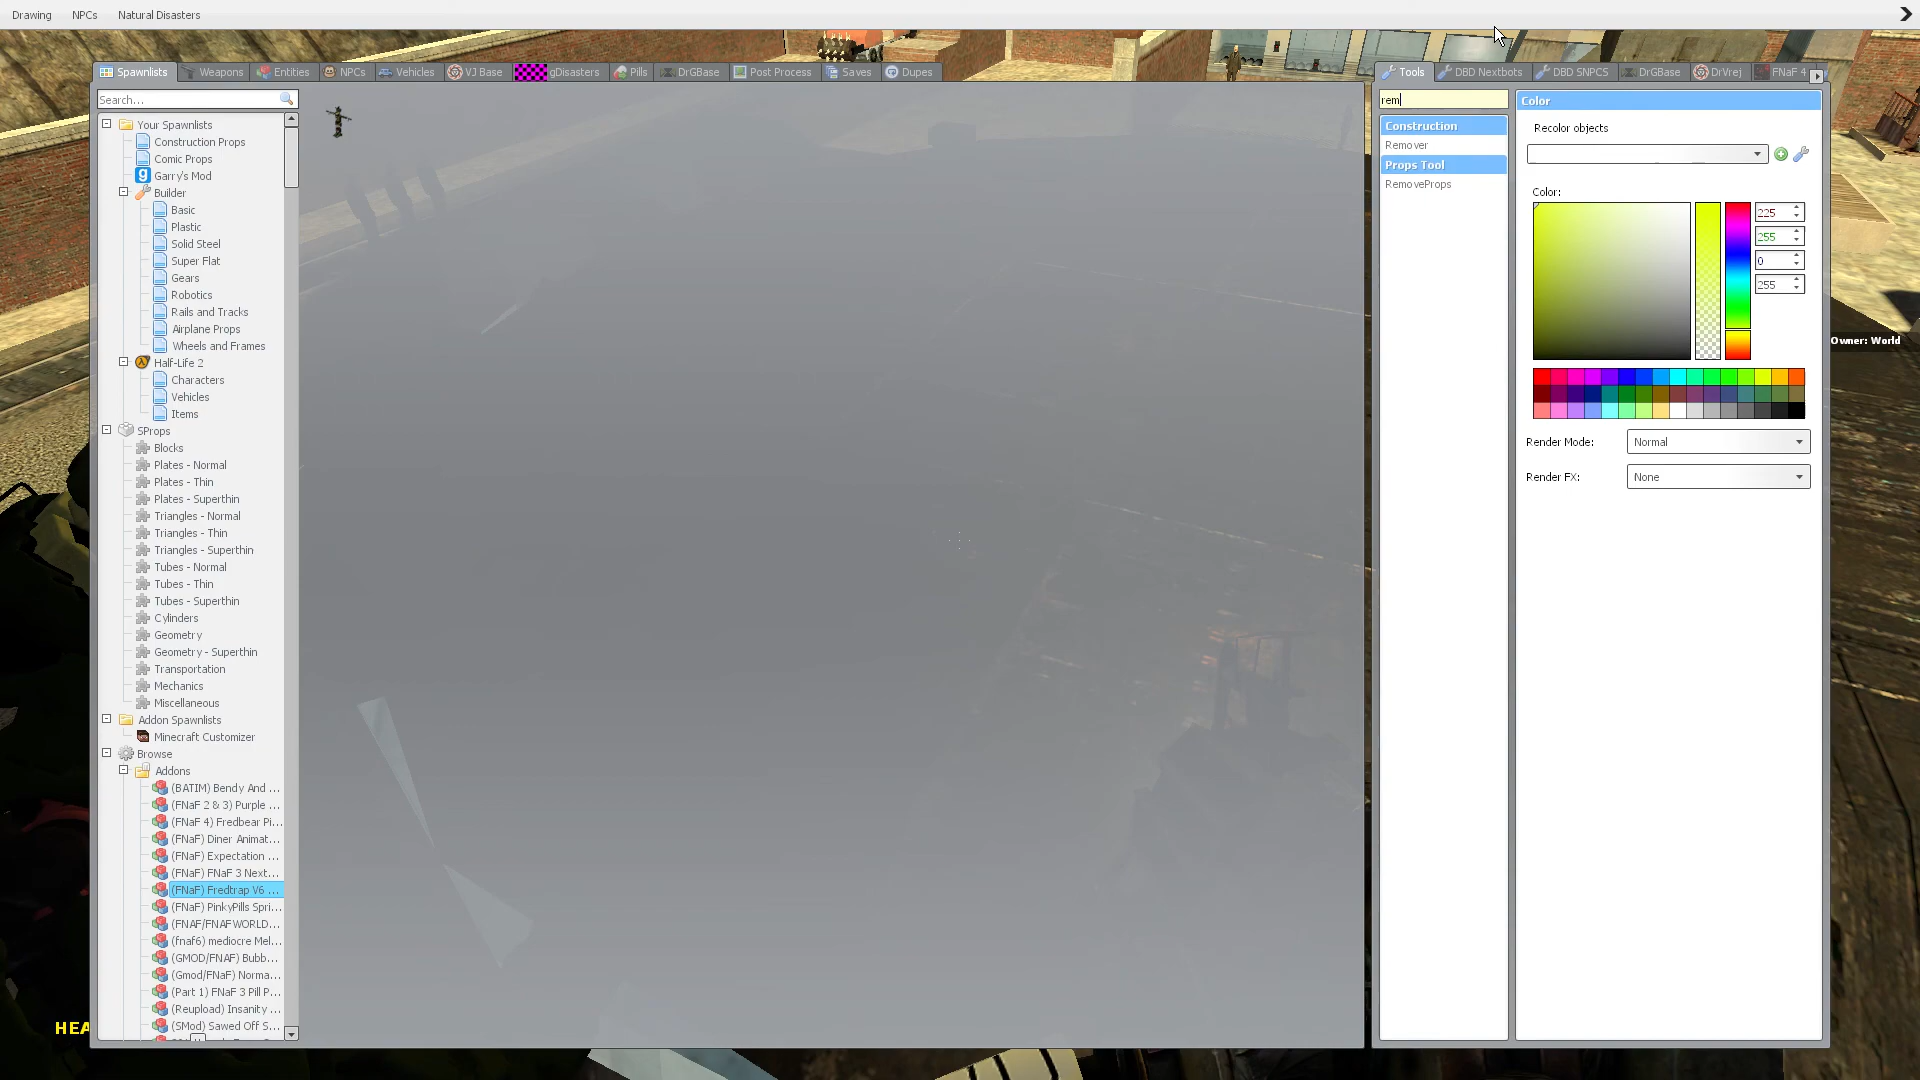 Drawing NPCs Natural Disasters
Spawnlists Weapons Entities NPCs Vehicles VJ Base gDisasters Pills DrGBase Post Process Saves Dupes
Tools DBD Nextbots DBD SNPCS DrGBase DrVrej FNaF 4
Search...
Your Spawnlists
Construction Props
Comic Props
Garry's Mod
Builder
Basic
Plastic
Solid Steel
Super Flat
Gears
Robotics
Rails and Tracks
Airplane Props
Wheels and Frames
Half-Life 2
Characters
Vehicles
Items
SProps
Blocks
Plates - Normal
Plates - Thin
Plates - Superthin
Triangles - Normal
Triangles - Thin
Triangles - Superthin
Tubes - Normal
Tubes - Thin
Tubes - Superthin
Cylinders
Geometry
Geometry - Superthin
Transportation
Mechanics
Miscellaneous
Addon Spawnlists
Minecraft Customizer
Browse
Addons
(BATIM) Bendy And ...
(FNaF 2 & 3) Purple ...
(FNaF 4) Fredbear Pi...
(FNaF) Diner Animat...
(FNaF) Expectation ...
(FNaF) FNaF 3 Next...
(FNaF) Fredtrap V6 ...
(FNaF) PinkyPills Spri...
(FNAF/FNAFWORLD...
(fnaf6) mediocre Mel...
(GMOD/FNAF) Bubb...
(Gmod/FNaF) Norma...
(Part 1) FNaF 3 Pill P...
(Reupload) Insanity ...
(SMod) Sawed Off S...
rem
Construction
Remover
Props Tool
RemoveProps
Color
Recolor objects
Color:
225
255
0
255
Render Mode: Normal
Render FX: None
Owner: World
HEA